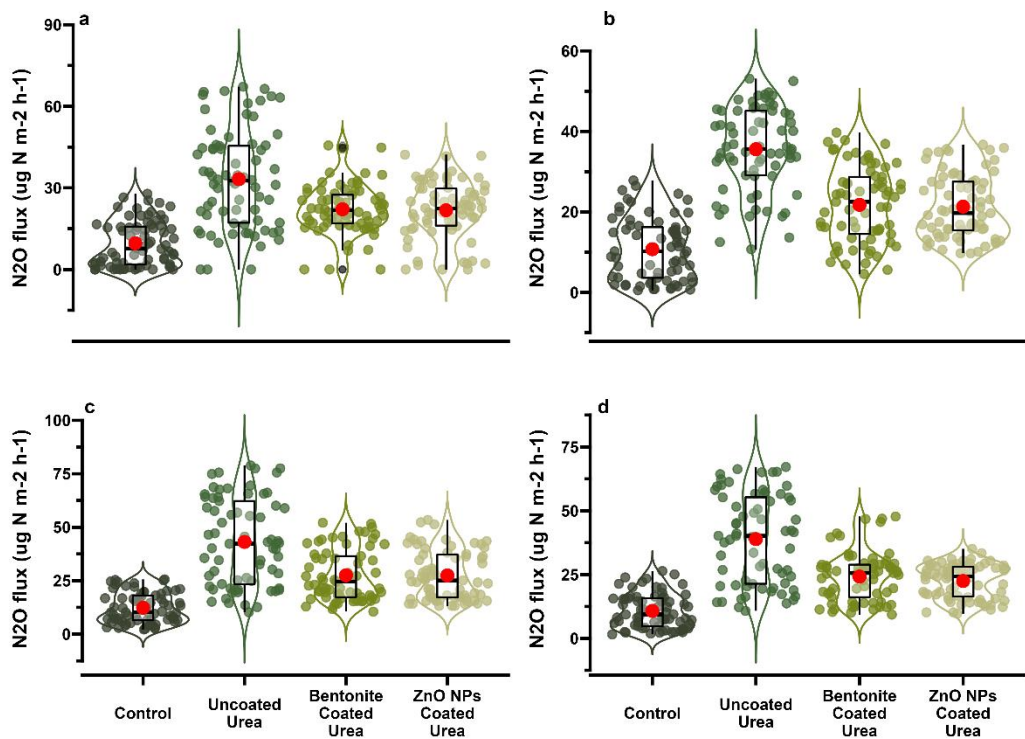 a
N2O flux (ug N m-2 h-1)
90
60
30
0
b
N2O flux (ug N m-2 h-1)
60
40
20
0
c
N2O flux (ug N m-2 h-1)
100
75
50
25
0
Control
Uncoated
Urea
Bentonite
Coated
Urea
ZnO NPs
Coated
Urea
d
N2O flux (ug N m-2 h-1)
75
50
25
0
Control
Uncoated
Urea
Bentonite
Coated
Urea
ZnO NPs
Coated
Urea